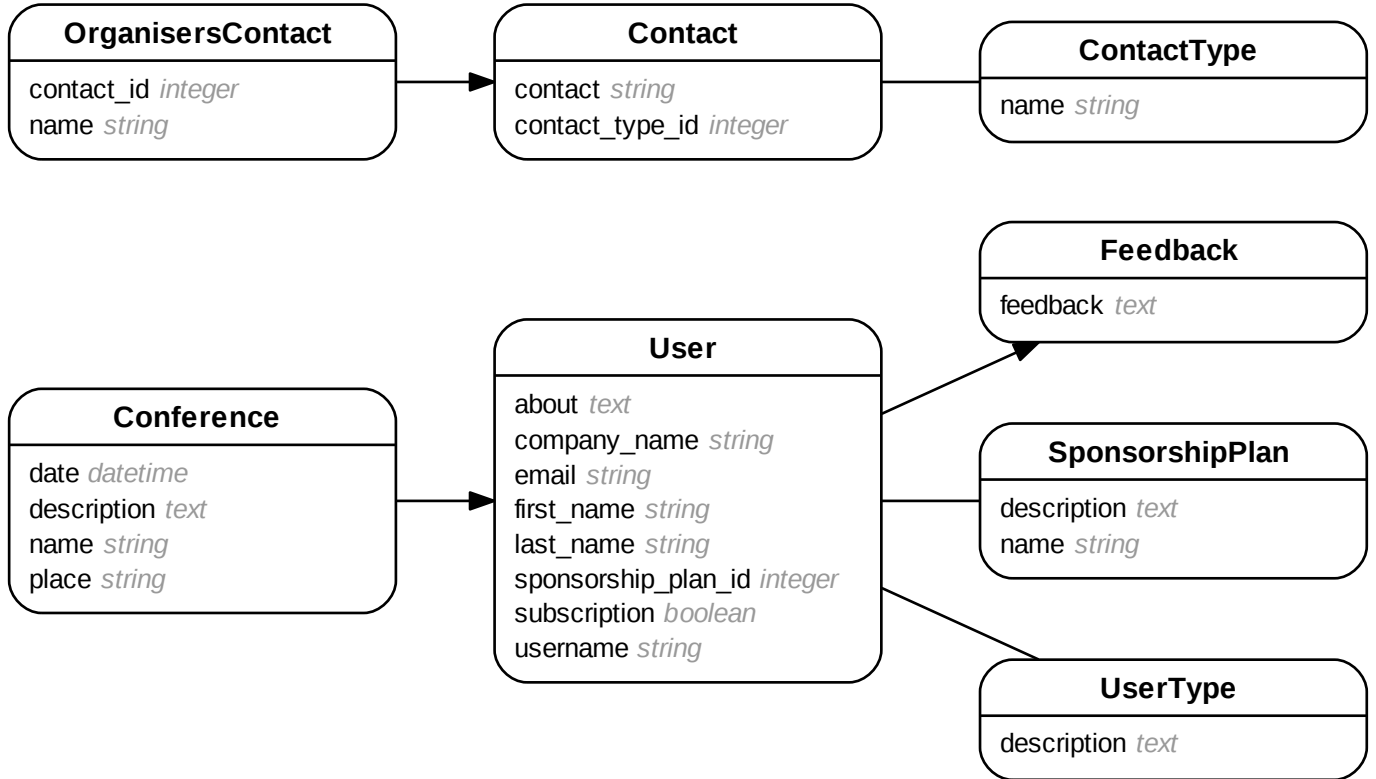 OrganisersContact
contact_id integer
name string
Contact
contact string
contact_type_id integer
ContactType
name string
Feedback
feedback text
Conference
date datetime
description text
name string
place string
User
about text
company_name string
email string
first_name string
last_name string
sponsorship_plan_id integer
subscription boolean
username string
SponsorshipPlan
description text
name string
UserType
description text